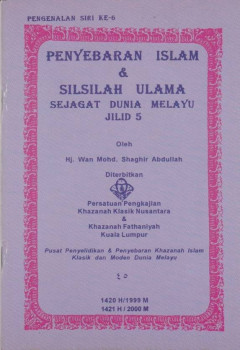 PENGENALAN SIRI KE-6
PENYEBARAN ISLAM
&
SILSILAH ULAMA
SEJAGAT DUNIA MELAYU
JILID 5
Oleh
Hj. Wan Mohd. Shaghir Abdullah
Diterbitkan
Persatuan Pengkajian
Khazanah Klasik Nusantara
&
Khazanah Fathaniyah
Kuala Lumpur
Pusat Penyelidikan & Penyebaran Khazanah Islam
Klasik dan Moden Dunia Melayu
1420 H/1999 M
1421 H/2000 M